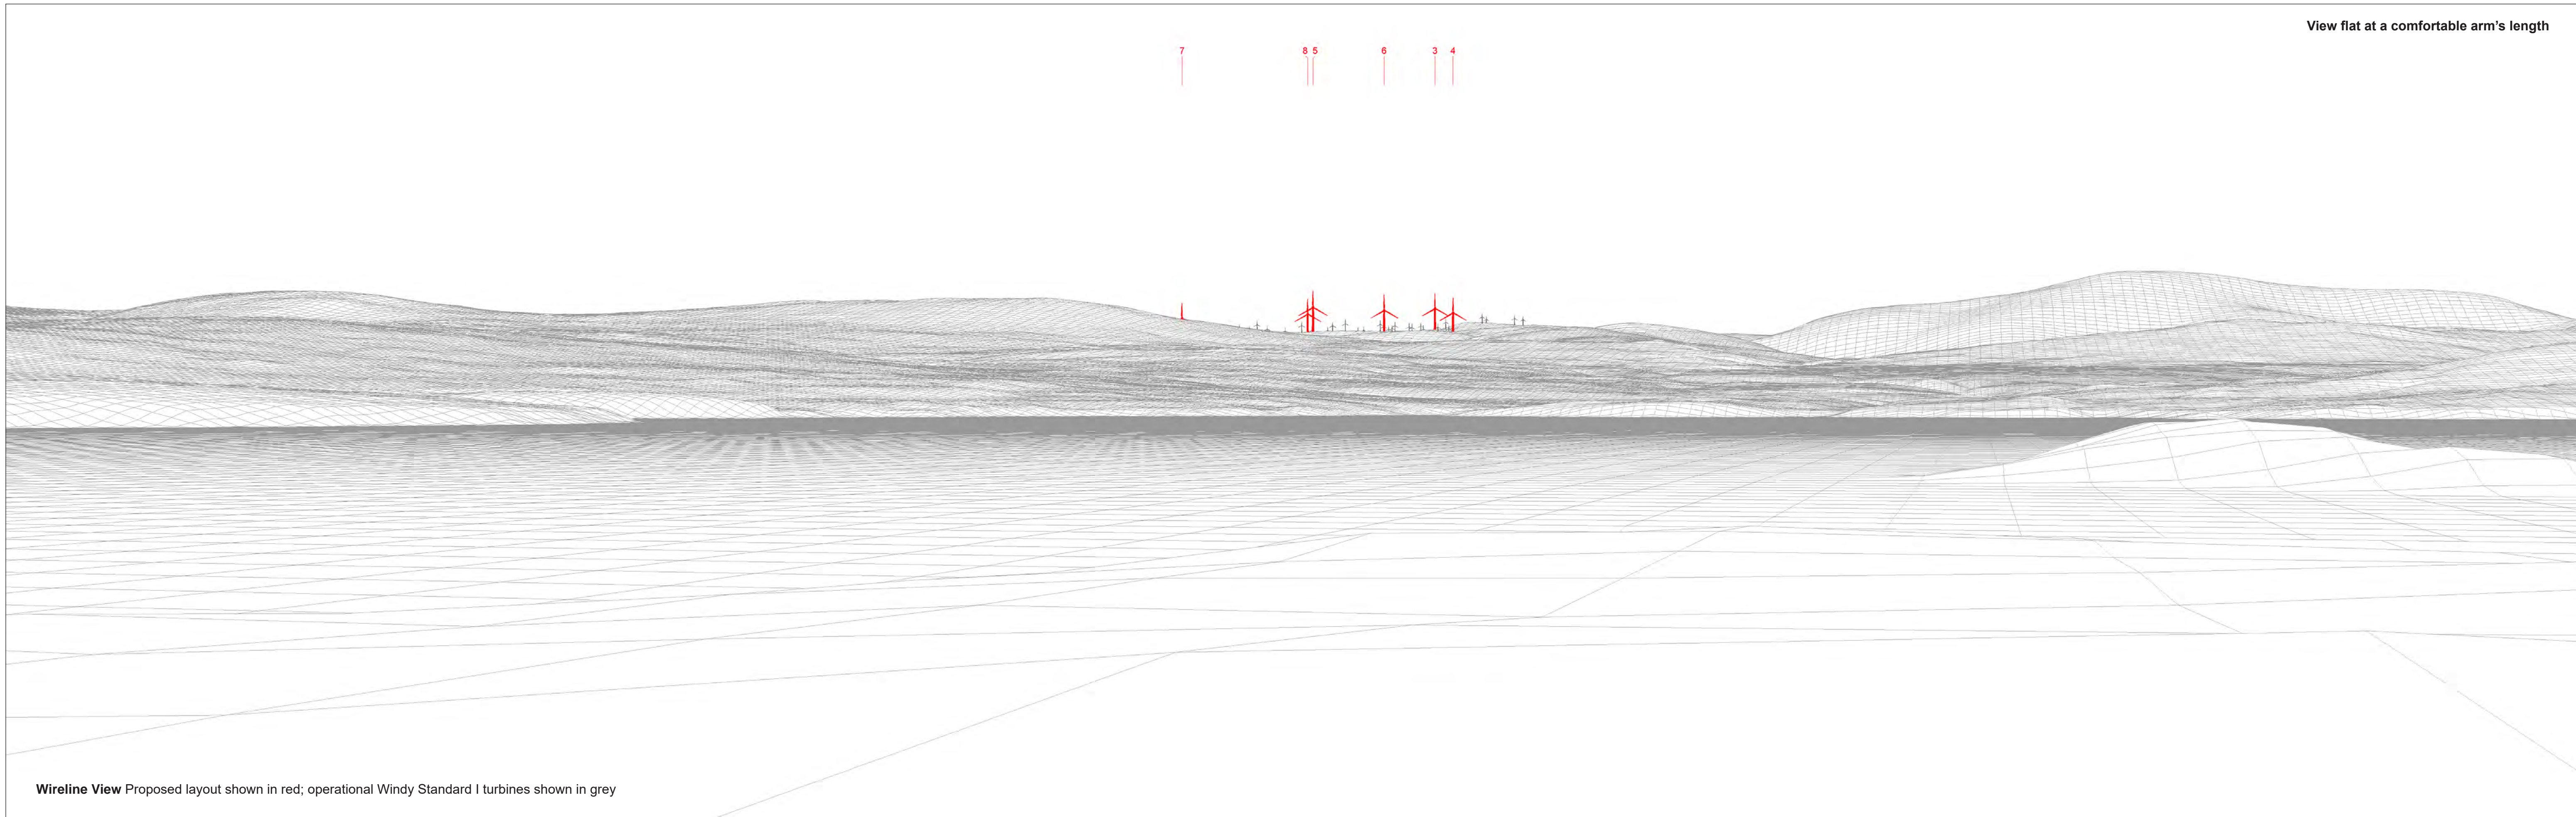 View flat at a comfortable arm’s length
7 8 5 6 3 4
Wireline View Proposed layout shown in red; operational Windy Standard I turbines shown in grey